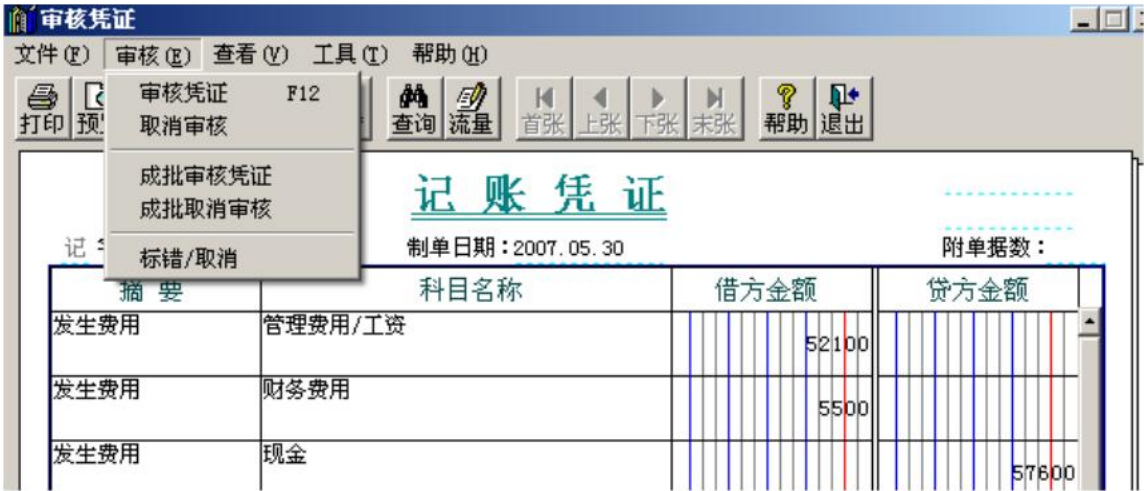 审核凭证
文件(F) 审核(E) 查看(V) 工具(T) 帮助(H)
审核凭证 F12
取消审核
成批审核凭证
成批取消审核
标错/取消
打印 预 查询 流量 首张 上张 下张 末张 帮助 退出
记账凭证
记 制单日期：2007.05.30 附单据数：
摘要 科目名称 借方金额 贷方金额
发生费用 管理费用/工资 52100
发生费用 财务费用 5500
发生费用 现金 57600